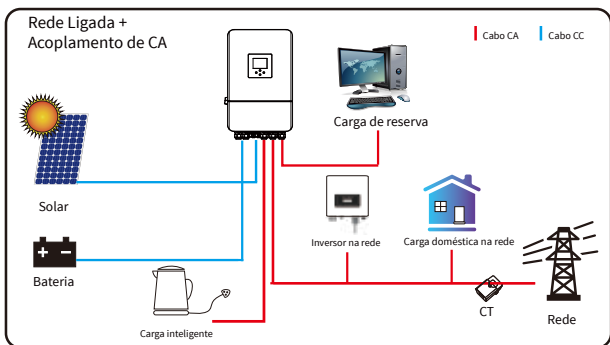 Rede Ligada +
Acoplamento de CA
Cabo CA
Cabo CC
Carga de reserva
Solar
Inversor na rede
Carga doméstica na rede
Bateria
CT
Rede
Carga inteligente